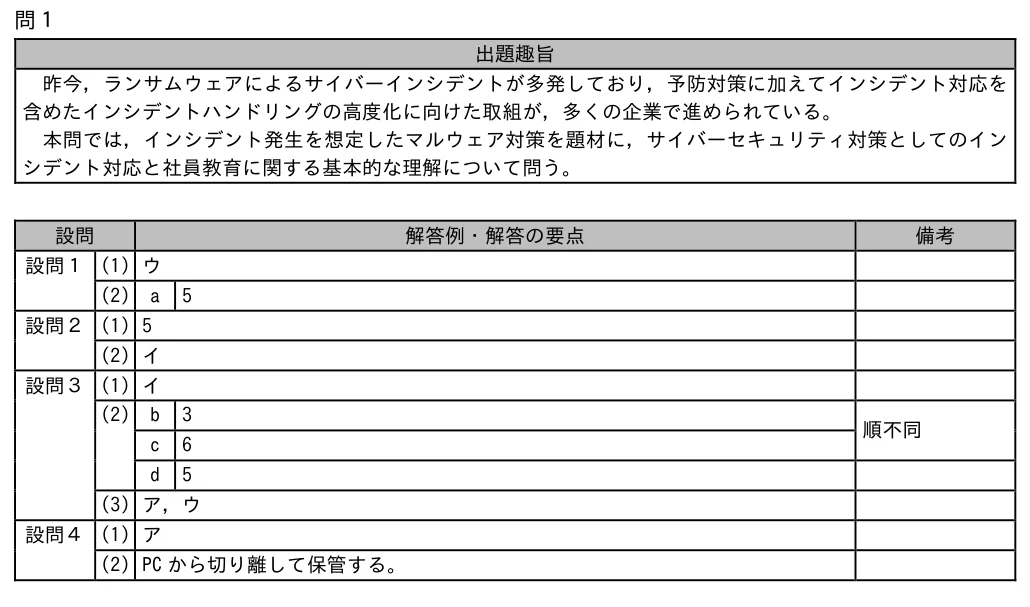 問1
出題趣旨
昨今，ランサムウェアによるサイバーインシデントが多発しており，予防対策に加えてインシデント対応を
含めたインシデントハンドリングの高度化に向けた取組が，多くの企業で進められている。
本問では，インシデント発生を想定したマルウェア対策を題材に，サイバーセキュリティ対策としてのイン
シデント対応と社員教育に関する基本的な理解について問う。
設問 解答例・解答の要点 備考
設問1 (1) ウ
(2) a 5
設問2 (1) 5
(2) イ
設問3 (1) イ
(2) b 3 順不同
c 6
d 5
(3) ア，ウ
設問4 (1) ア
(2) PCから切り離して保管する。